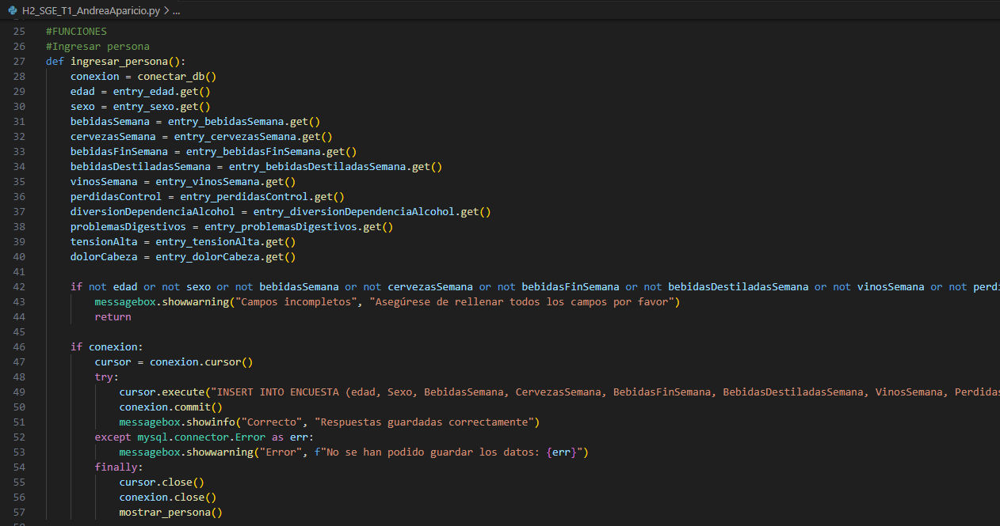 H2_SGE_T1_AndreaAparicio.py > ...
25 #FUNCIONES
26 #Ingresar persona
27 def ingresar_persona():
28 conexion = conectar_db()
29 edad = entry_edad.get()
30 sexo = entry_sexo.get()
31 bebidasSemana = entry_bebidasSemana.get()
32 cervezasSemana = entry_cervezasSemana.get()
33 bebidasFinSemana = entry_bebidasFinSemana.get()
34 bebidasDestiladasSemana = entry_bebidasDestiladasSemana.get()
35 vinosSemana = entry_vinosSemana.get()
36 perdidasControl = entry_perdidasControl.get()
37 diversionDependenciaAlcohol = entry_diversionDependenciaAlcohol.get()
38 problemasDigestivos = entry_problemasDigestivos.get()
39 tensionAlta = entry_tensionAlta.get()
40 dolorCabeza = entry_dolorCabeza.get()
41
42 if not edad or not sexo or not bebidasSemana or not cervezasSemana or not bebidasFinSemana or not bebidasDestiladasSemana or not vinosSemana or not perdi
43 messagebox.showwarning("Campos incompletos", "Asegúrese de rellenar todos los campos por favor")
44 return
45
46 if conexion:
47 cursor = conexion.cursor()
48 try:
49 cursor.execute("INSERT INTO ENCUESTA (edad, Sexo, BebidasSemana, CervezasSemana, BebidasFinSemana, BebidasDestiladasSemana, VinosSemana, Perdidas
50 conexion.commit()
51 messagebox.showinfo("Correcto", "Respuestas guardadas correctamente")
52 except mysql.connector.Error as err:
53 messagebox.showwarning("Error", f"No se han podido guardar los datos: {err}")
54 finally:
55 cursor.close()
56 conexion.close()
57 mostrar_persona()